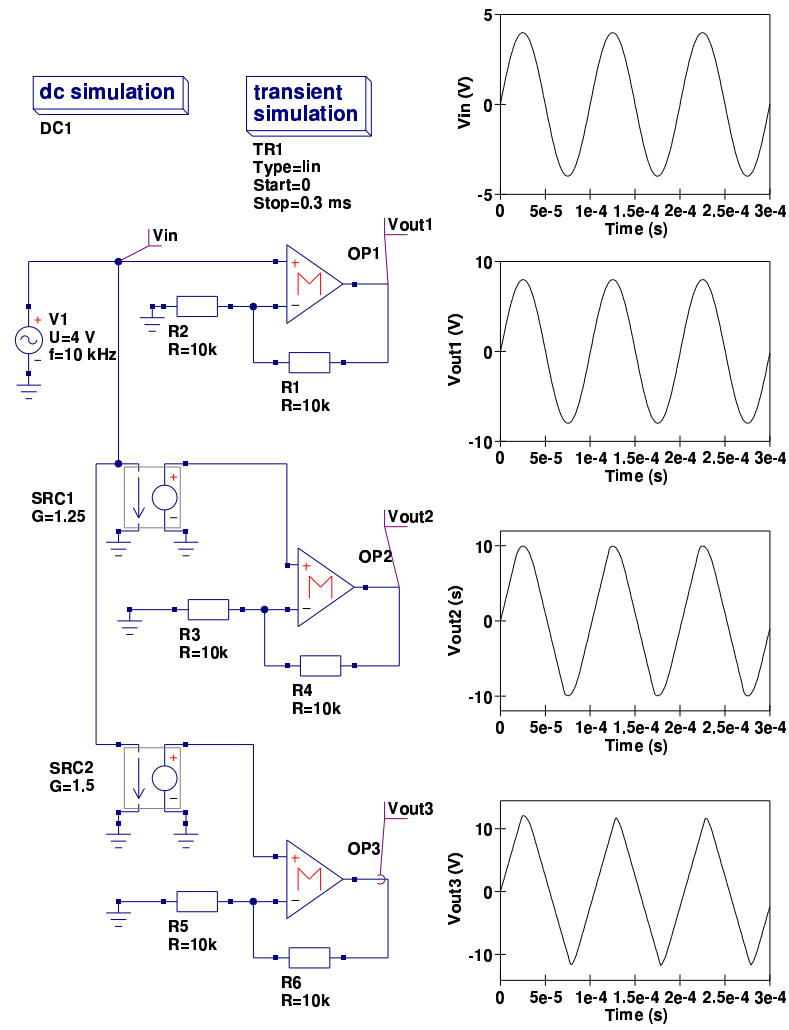 dc simulation
DC1
transient
simulation
TR1
Type=lin
Start=0
Stop=0.3 ms
Vin
V1
U=4 V
f=10 kHz
+
−
OP1
Vout1
+
−
R2
R=10k
R1
R=10k
SRC1
G=1.25
+
−
OP2
Vout2
+
−
R3
R=10k
R4
R=10k
SRC2
G=1.5
+
−
OP3
Vout3
+
−
R5
R=10k
R6
R=10k
Vin (V)
5
0
-5
0 5e-5 1e-4 1.5e-4 2e-4 2.5e-4 3e-4
Time (s)
Vout1 (V)
10
0
-10
0 5e-5 1e-4 1.5e-4 2e-4 2.5e-4 3e-4
Time (s)
Vout2 (s)
10
0
-10
0 5e-5 1e-4 1.5e-4 2e-4 2.5e-4 3e-4
Time (s)
Vout3 (V)
10
0
-10
0 5e-5 1e-4 1.5e-4 2e-4 2.5e-4 3e-4
Time (s)